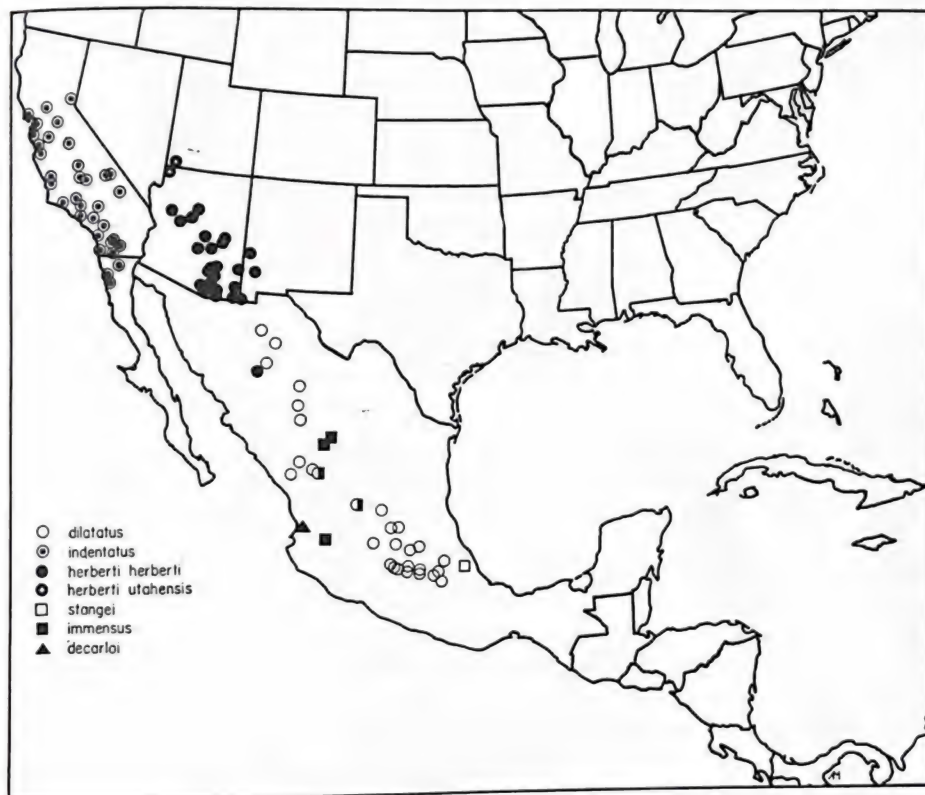 dilatatus
indentatus
herberti herberti
herberti utahensis
stangei
immensus
decarloi